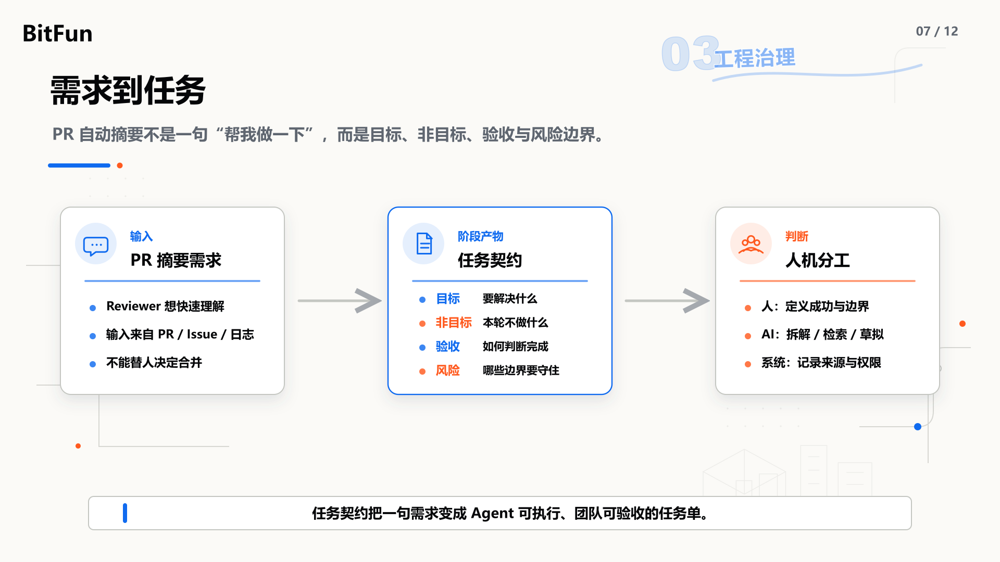 BitFun
07 / 12
03
工程治理
需求到任务
PR 自动摘要不是一句“帮我做一下”，而是目标、非目标、验收与风险边界。
输入
PR 摘要需求
Reviewer 想快速理解
输入来自 PR / Issue / 日志
不能替人决定合并
阶段产物
任务契约
目标 要解决什么
非目标 本轮不做什么
验收 如何判断完成
风险 哪些边界要守住
判断
人机分工
人：定义成功与边界
AI：拆解 / 检索 / 草拟
系统：记录来源与权限
任务契约把一句需求变成 Agent 可执行、团队可验收的任务单。